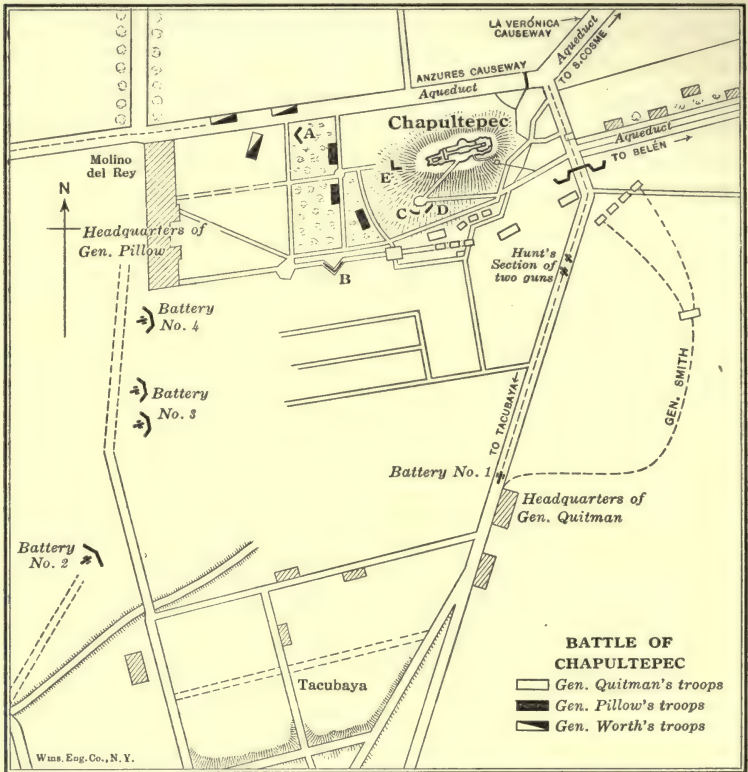 LA VERÓNICA
CAUSEWAY
Aqueduct
TO S.COSME
ANZURES CAUSEWAY
Aqueduct
A
Chapultepec
Aqueduct
TO BELÉN
Molino
del Rey
E
N
C
D
Headquarters of
Gen. Pillow
B
Hunt's
Section of
two guns
Battery
No. 4
GEN. SMITH
TO TACUBAYA
Battery
No. 3
Battery No. 1
Headquarters of
Gen. Quitman
Battery
No. 2
BATTLE OF
CHAPULTEPEC
Gen. Quitman's troops
Gen. Pillow's troops
Gen. Worth's troops
Tacubaya
Wms. Eng. Co., N.Y.